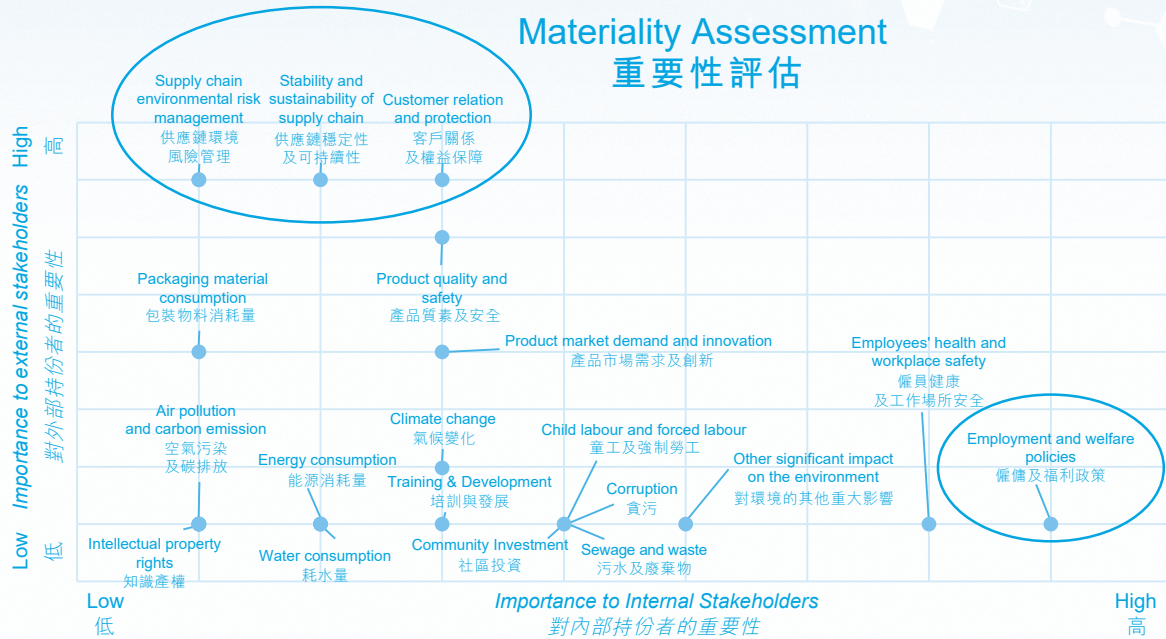 Materiality Assessment
重要性評估
Supply chain
environmental risk
management
供應鏈環境
風險管理
Stability and
sustainability of
supply chain
供應鏈穩定性
及可持續性
Customer relation
and protection
客戶關係
及權益保障
High
高
Importance to external stakeholders
對外部持份者的重要性
Low
低
Packaging material
consumption
包裝物料消耗量
Product quality and
safety
產品質素及安全
Product market demand and innovation
產品市場需求及創新
Employees' health and
workplace safety
僱員健康
及工作場所安全
Air pollution
and carbon emission
空氣污染
及碳排放
Climate change
氣候變化
Child labour and forced labour
童工及強制勞工
Employment and welfare
policies
僱傭及福利政策
Energy consumption
能源消耗量
Training & Development
培訓與發展
Corruption
貪污
Other significant impact
on the environment
對環境的其他重大影響
Intellectual property
rights
知識產權
Water consumption
耗水量
Community Investment
社區投資
Sewage and waste
污水及廢棄物
Low
低
Importance to Internal Stakeholders
對內部持份者的重要性
High
高